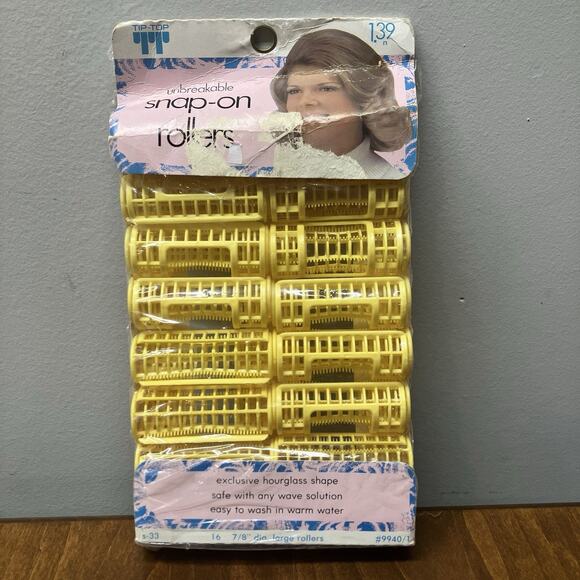 TIP-TOP
1.39
unbreakable
snap-on
rollers
exclusive hourglass shape
safe with any wave solution
easy to wash in warm water
s-33 16 7/8" dia. large rollers #9940/1